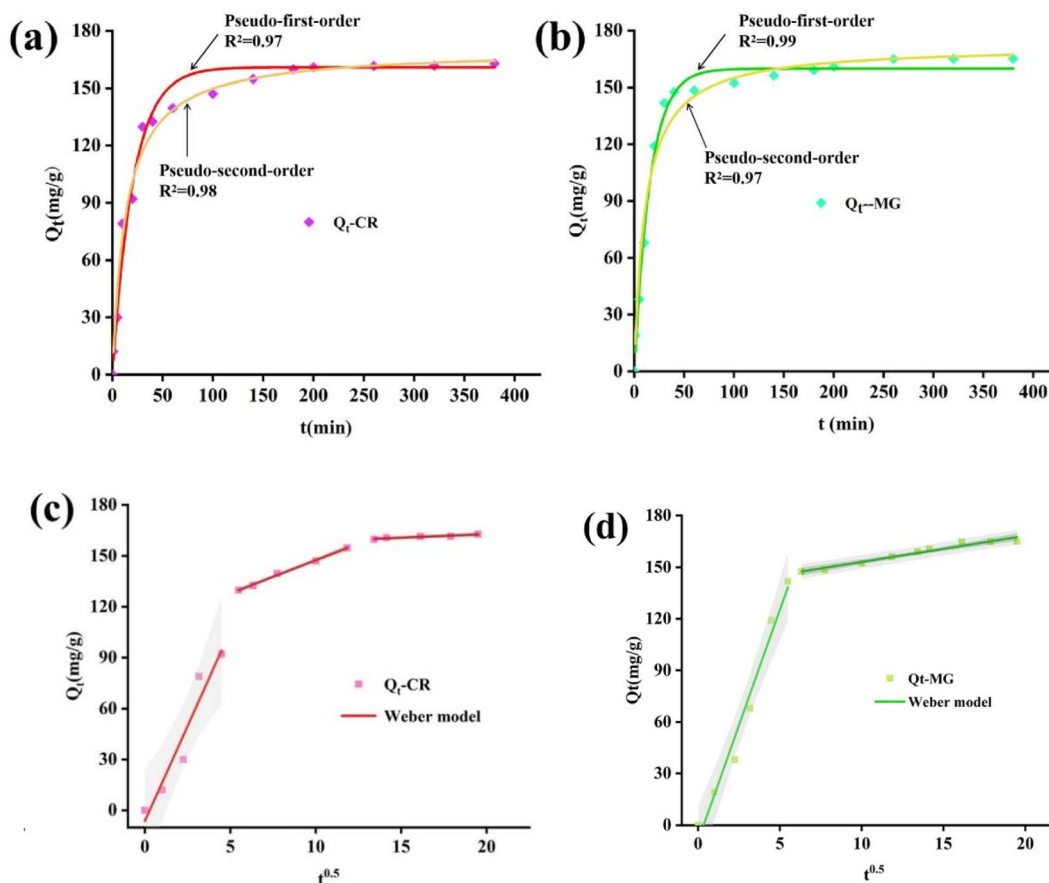 (a)
Pseudo-first-order
R²=0.97
Pseudo-second-order
R²=0.98
Qt-CR
Qt(mg/g)
180
150
120
90
60
30
0
0 50 100 150 200 250 300 350 400
t(min)
(b)
Pseudo-first-order
R²=0.99
Pseudo-second-order
R²=0.97
Qt--MG
Qt(mg/g)
180
150
120
90
60
30
0
0 50 100 150 200 250 300 350 400
t (min)
(c)
Qt-CR
Weber model
Qt(mg/g)
180
150
120
90
60
30
0
0 5 10 15 20
t⁰·⁵
(d)
Qt-MG
Weber model
Qt(mg/g)
180
150
120
90
60
30
0
0 5 10 15 20
t⁰·⁵